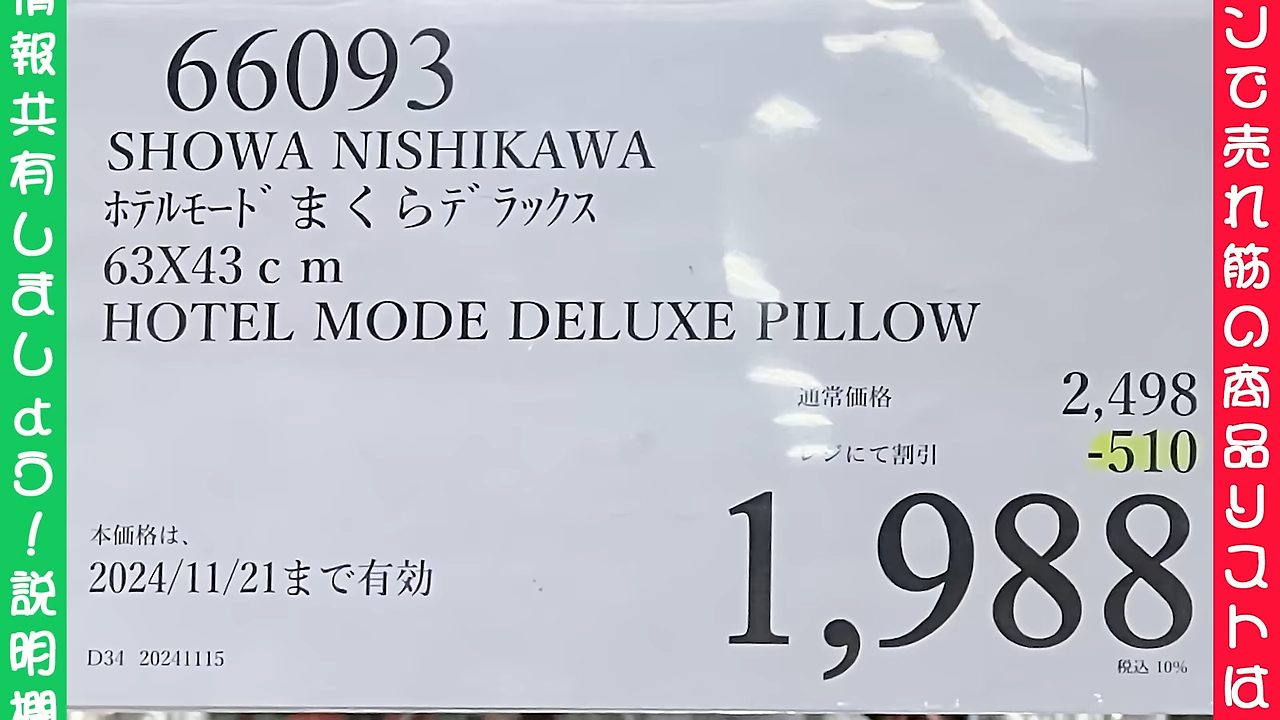 情報共有しましょう！説明欄
66093
SHOWA NISHIKAWA
ホテルモードまくらデラックス
63X43ｃｍ
HOTEL MODE DELUXE PILLOW
通常価格 2,498
レジにて割引 -510
1,988
税込 10%
本価格は、
2024/11/21まで有効
D34 20241115
ンで売れ筋の商品リストは